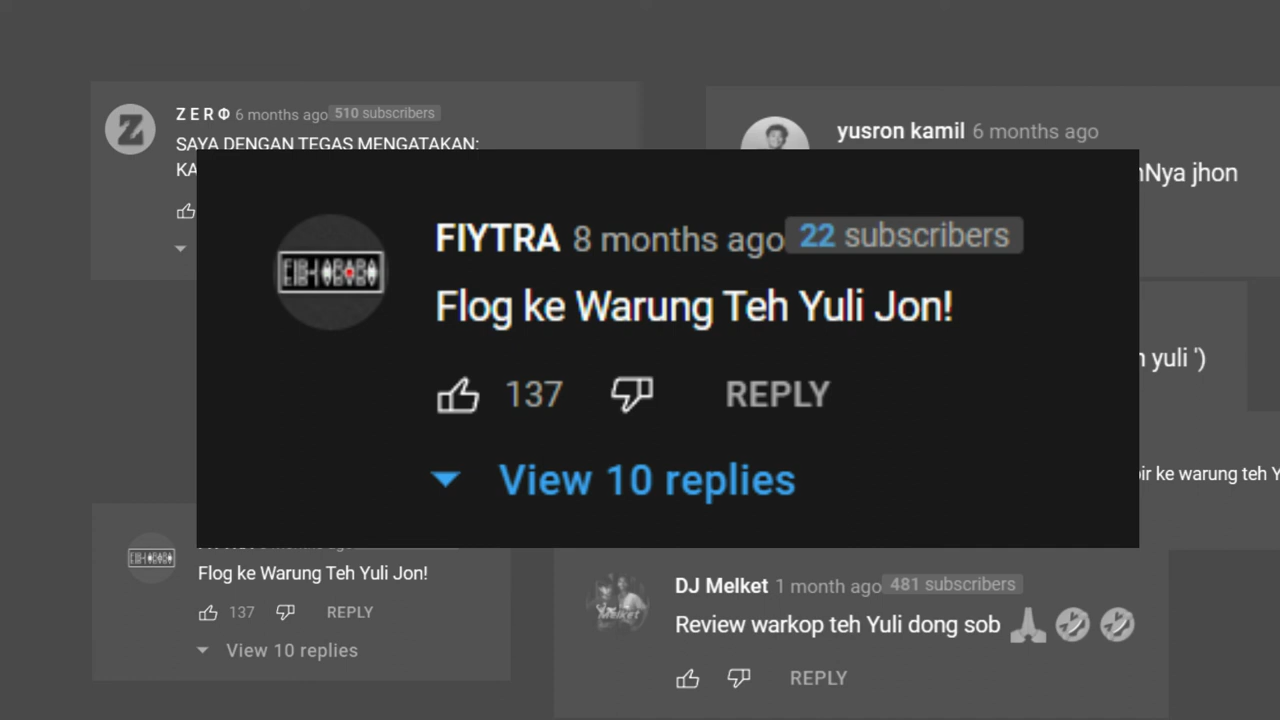 Z E R Φ 6 months ago 510 subscribers
SAYA DENGAN TEGAS MENGATAKAN:
KA
yusron kamil 6 months ago
Nya jhon
FIYTRA 8 months ago 22 subscribers
Flog ke Warung Teh Yuli Jon!
137 REPLY
View 10 replies
yuli ')
ir ke warung teh Y
Flog ke Warung Teh Yuli Jon!
137 REPLY
View 10 replies
DJ Melket 1 month ago 481 subscribers
Review warkop teh Yuli dong sob 🙏🤣🤣
REPLY